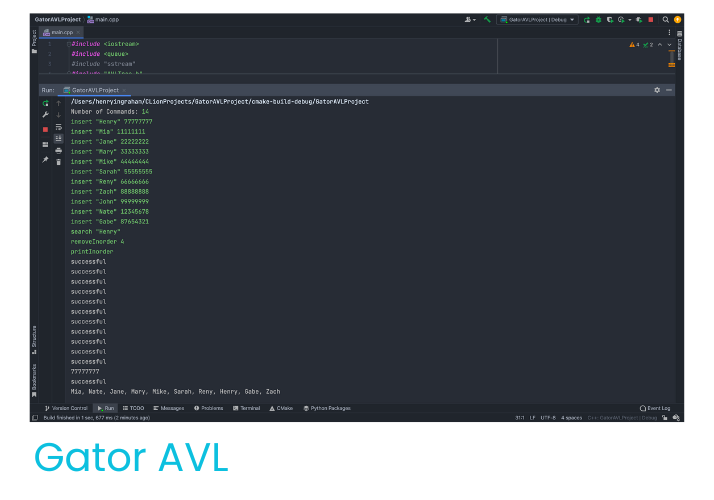 GatorAVLProject main.cpp
GatorAVLProject | Debug
main.cpp
Project
Database
1 #include <iostream>
4 2
2 #include <queue>
3 #include "sstream"
Run: GatorAVLProject
/Users/henryingraham/CLionProjects/GatorAVLProject/cmake-build-debug/GatorAVLProject
Number of Commands: 14
insert "Henry" 77777777
insert "Mia" 11111111
insert "Jane" 22222222
insert "Mary" 33333333
insert "Mike" 44444444
insert "Sarah" 55555555
insert "Reny" 66666666
insert "Zach" 88888888
insert "John" 99999999
insert "Nate" 12345678
insert "Gabe" 87654321
search "Henry"
removeInorder 4
printInorder
successful
successful
successful
successful
successful
successful
successful
successful
successful
successful
successful
77777777
successful
Mia, Nate, Jane, Mary, Mike, Sarah, Reny, Henry, Gabe, Zach
Structure
Bookmarks
Version Control Run TODO Messages Problems Terminal CMake Python Packages Event Log
Build finished in 1 sec, 877 ms (2 minutes ago) 31:1 LF UTF-8 4 spaces C++: GatorAVLProject | Debug
Gator AVL